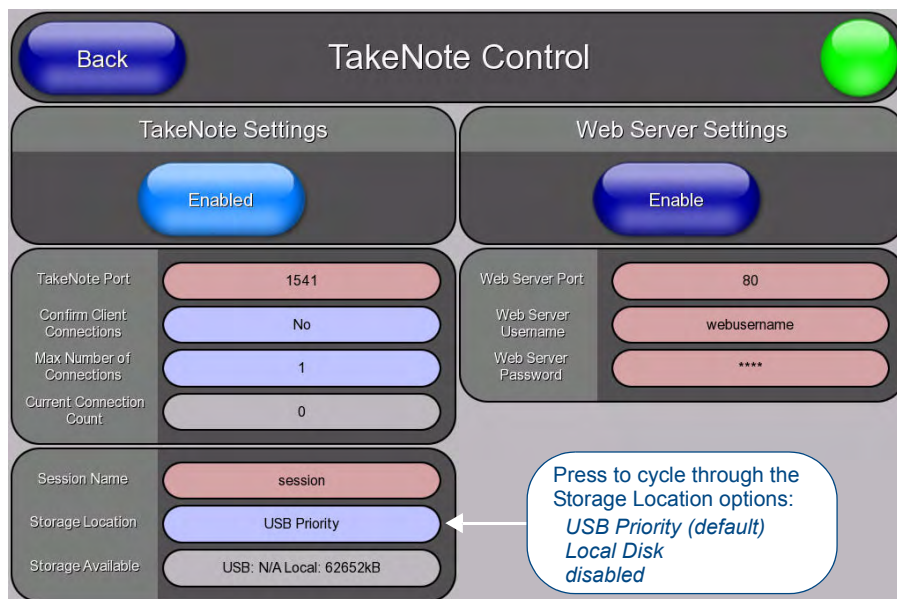 Back
TakeNote Control
TakeNote Settings
Enabled
Web Server Settings
Enable
TakeNote Port
1541
Confirm Client
Connections
No
Max Number of
Connections
1
Current Connection
Count
0
Web Server Port
80
Web Server
Username
webusername
Web Server
Password
****
Session Name
session
Storage Location
USB Priority
Storage Available
USB: N/A Local: 62652kB
Press to cycle through the
Storage Location options:
USB Priority (default)
Local Disk
disabled